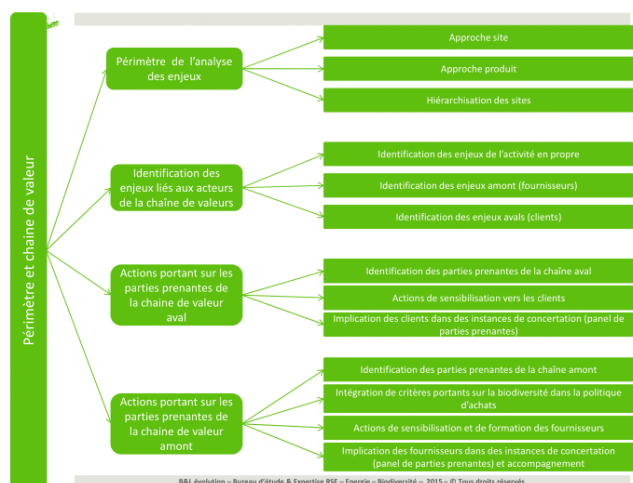 Périmètre et chaine de valeur
Périmètre de l'analyse
des enjeux
Approche site
Approche produit
Hiérarchisation des sites
Identification des
enjeux liés aux acteurs
de la chaîne de valeurs
Identification des enjeux de l'activité en propre
Identification des enjeux amont (fournisseurs)
Identification des enjeux avals (clients)
Actions portant sur les
parties prenantes de
la chaine de valeur
aval
Identification des parties prenantes de la chaîne aval
Actions de sensibilisation vers les clients
Implication des clients dans des instances de concertation (panel de
parties prenantes)
Actions portant sur les
parties prenantes de
la chaine de valeur
amont
Identification des parties prenantes de la chaîne amont
Intégration de critères portants sur la biodiversité dans la politique
d'achats
Actions de sensibilisation et de formation des fournisseurs
Implication des fournisseurs dans des instances de concertation
(panel de parties prenantes) et accompagnement
B&L évolution – Bureau d'étude & Expertise RSE – Energie – Biodiversité – 2015 – © Tous droits réservés